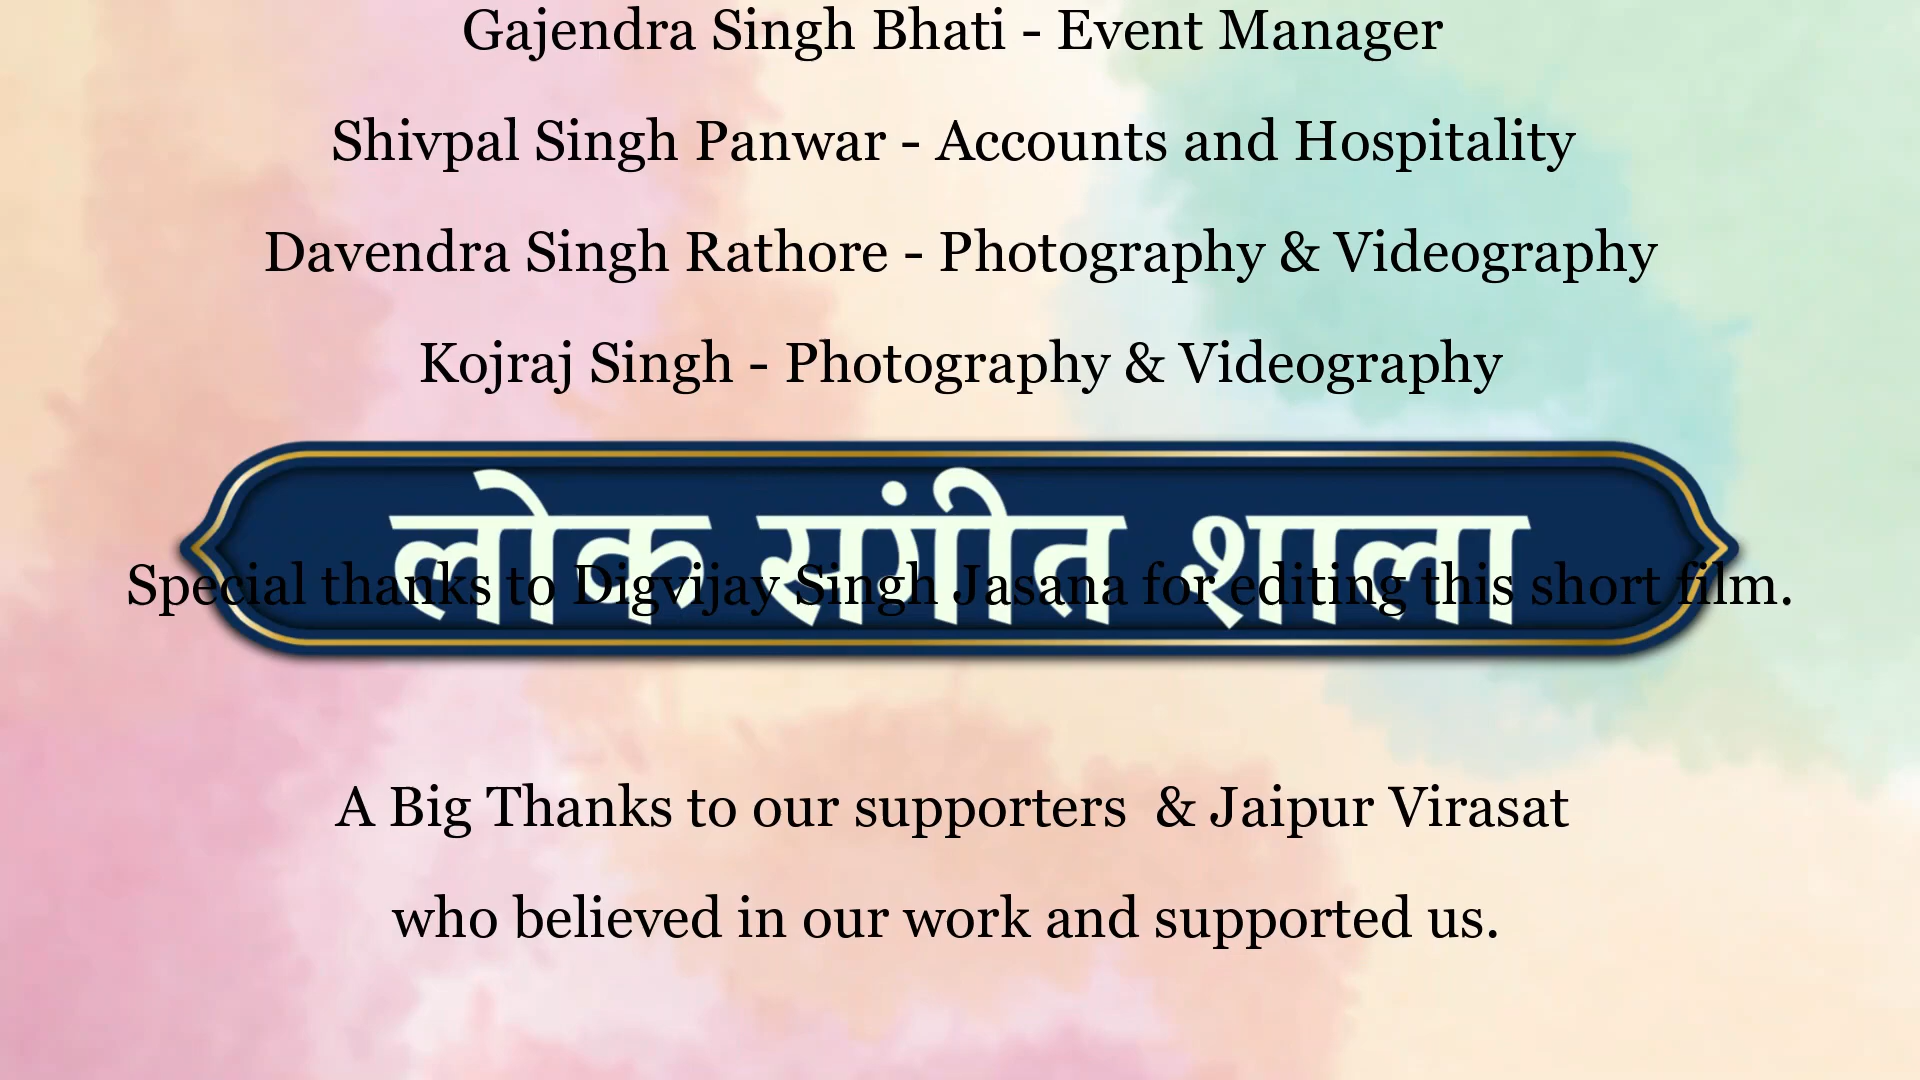 Gajendra Singh Bhati - Event Manager
Shivpal Singh Panwar - Accounts and Hospitality
Davendra Singh Rathore - Photography & Videography
Kojraj Singh - Photography & Videography
लोक संगीत शाला
Special thanks to Digvijay Singh Jasana for editing this short film.
A Big Thanks to our supporters & Jaipur Virasat
who believed in our work and supported us.